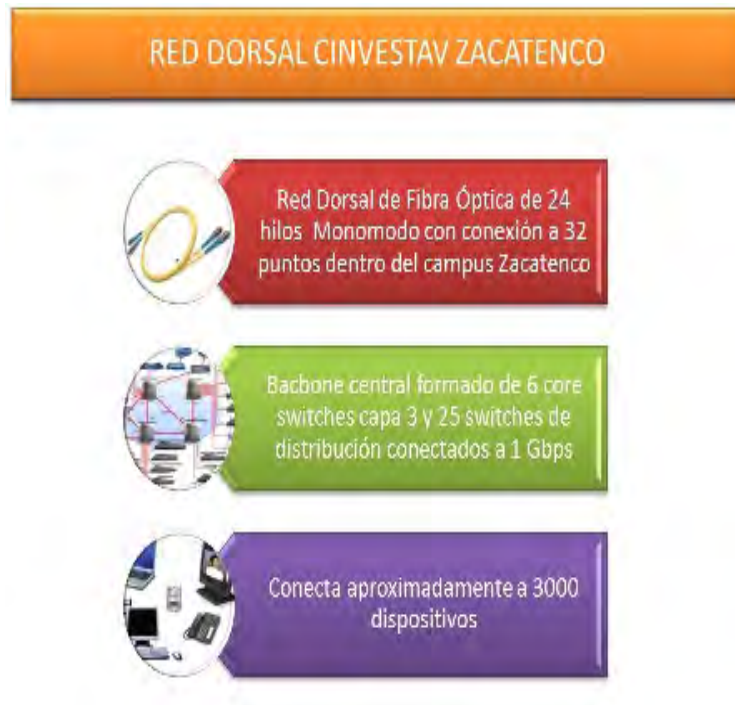 RED DORSAL CINVESTAV ZACATENCO
Red Dorsal de Fibra Óptica de 24
hilos Monomodo con conexión a 32
puntos dentro del campus Zacatenco
Bacbone central formado de 6 core
switches capa 3 y 25 switches de
distribución conectados a 1 Gbps
Conecta aproximadamente a 3000
dispositivos